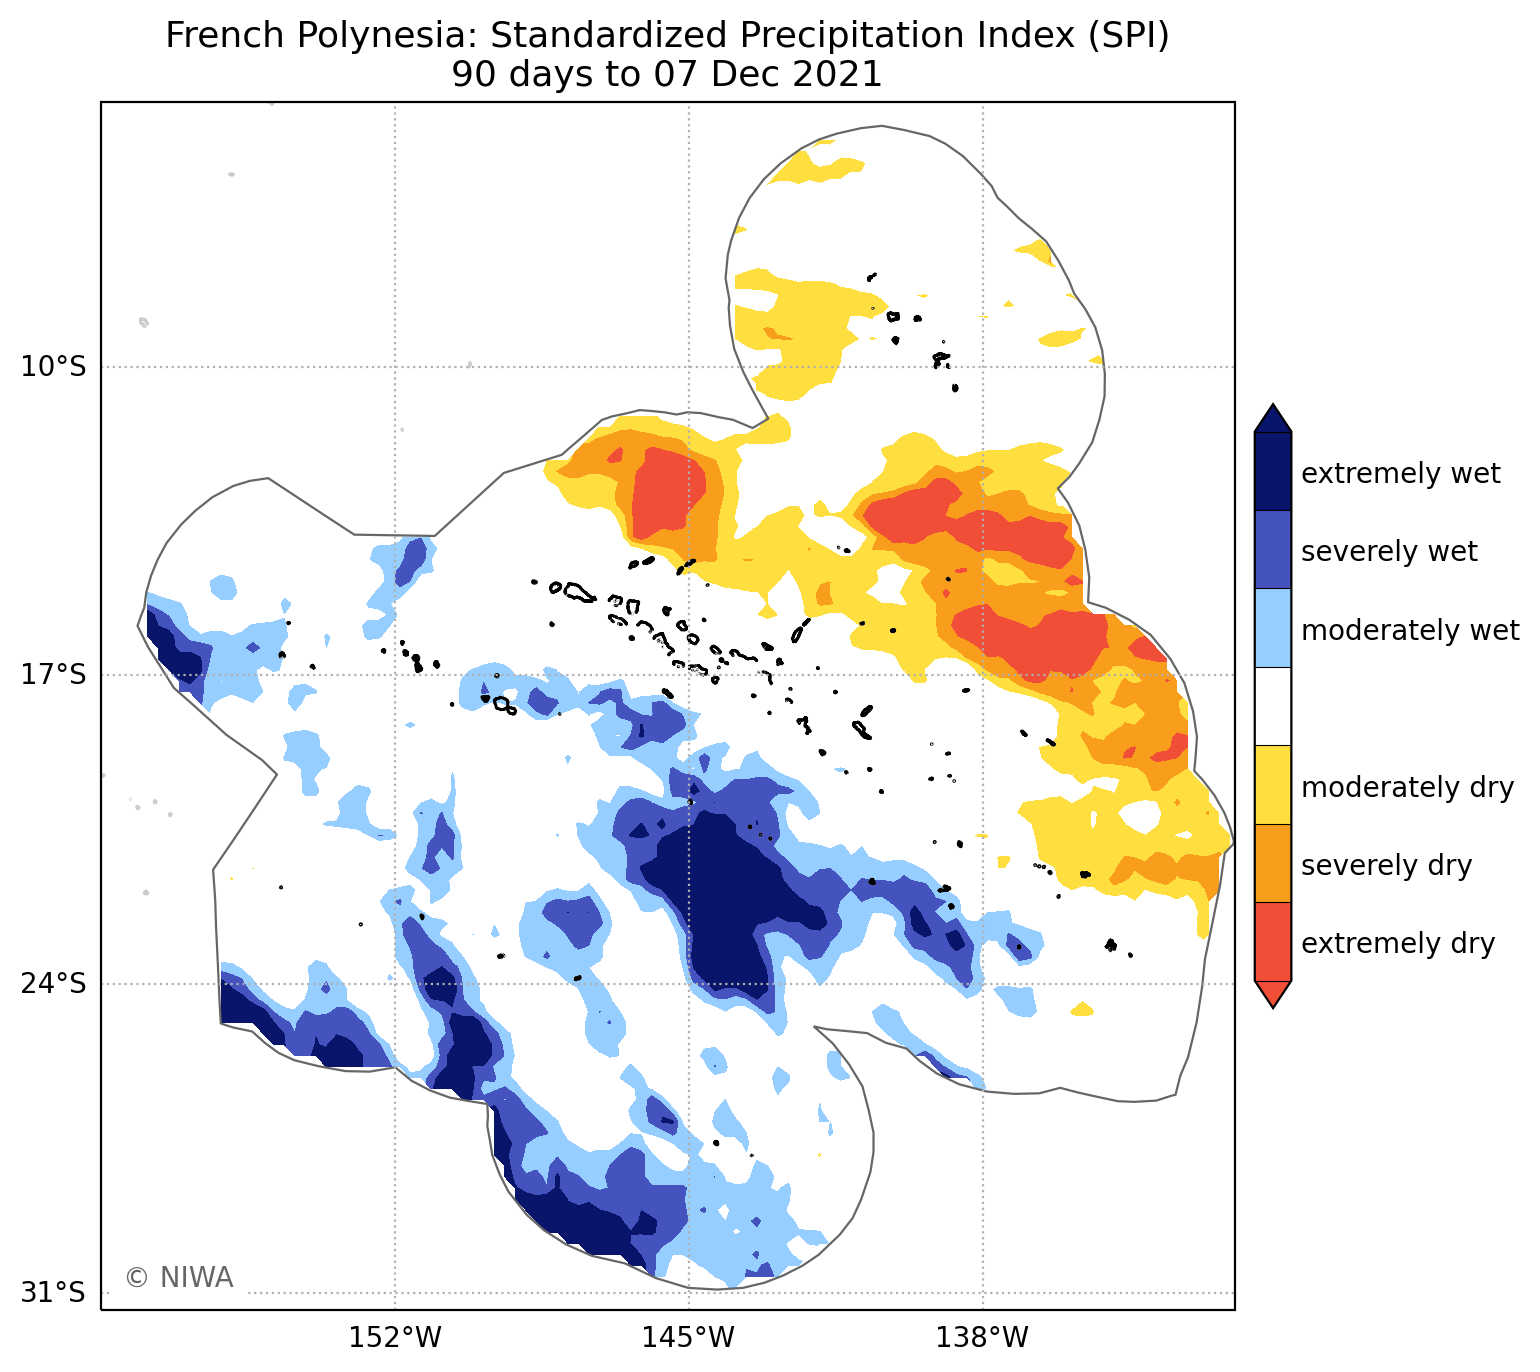 French Polynesia: Standardized Precipitation Index (SPI)
90 days to 07 Dec 2021
10°S
17°S
24°S
31°S
152°W
145°W
138°W
extremely wet
severely wet
moderately wet
moderately dry
severely dry
extremely dry
© NIWA